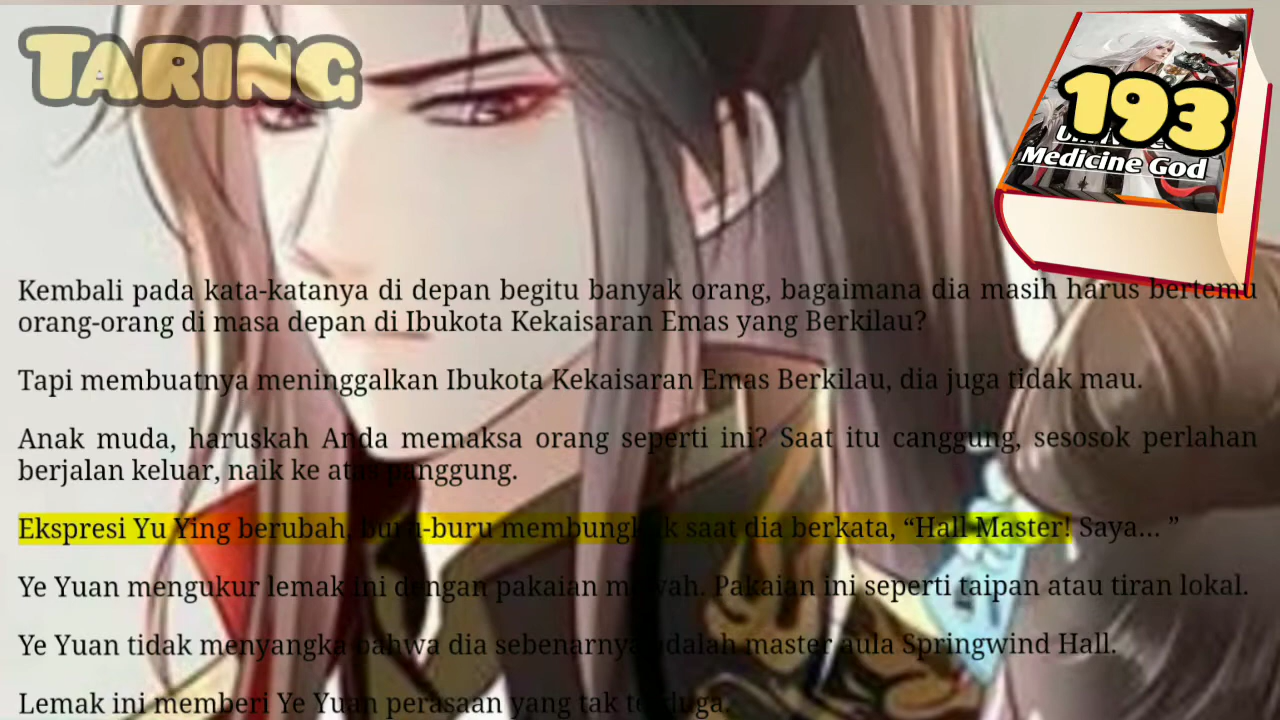 TARING
193
Medicine God
Kembali pada kata-katanya di depan begitu banyak orang, bagaimana dia masih harus bertemu
orang-orang di masa depan di Ibukota Kekaisaran Emas yang Berkilau?
Tapi membuatnya meninggalkan Ibukota Kekaisaran Emas Berkilau, dia juga tidak mau.
Anak muda, haruskah Anda memaksa orang seperti ini? Saat itu canggung, sesosok perlahan
berjalan keluar, naik ke atas panggung.
Ekspresi Yu Ying berubah, buru-buru membungkuk saat dia berkata, “Hall Master! Saya... ”
Ye Yuan mengukur lemak ini dengan pakaian mewah. Pakaian ini seperti taipan atau tiran lokal.
Ye Yuan tidak menyangka bahwa dia sebenarnya adalah master aula Springwind Hall.
Lemak ini memberi Ye Yuan perasaan yang tak terduga.